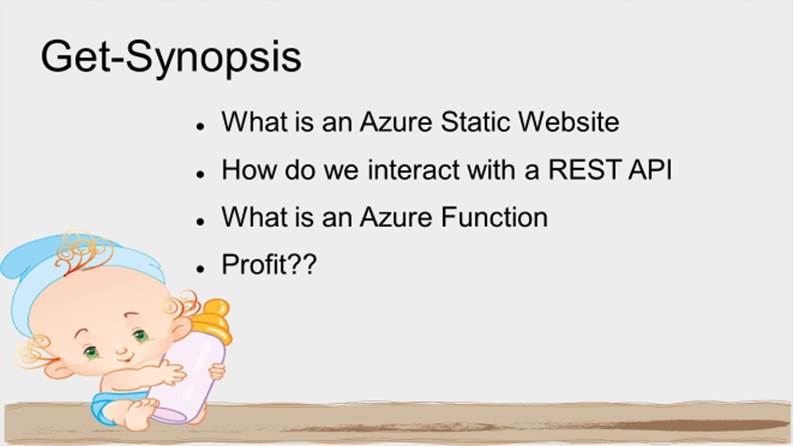 Get-Synopsis
• What is an Azure Static Website
• How do we interact with a REST API
• What is an Azure Function
• Profit??